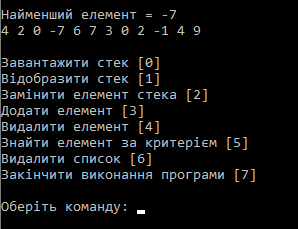 Найменший елемент = -7
4 2 0 -7 6 7 3 0 2 -1 4 9
Завантажити стек [0]
Відобразити стек [1]
Замінити елемент стека [2]
Додати елемент [3]
Видалити елемент [4]
Знайти елемент за критерієм [5]
Видалити список [6]
Закінчити виконання програми [7]
Оберіть команду: